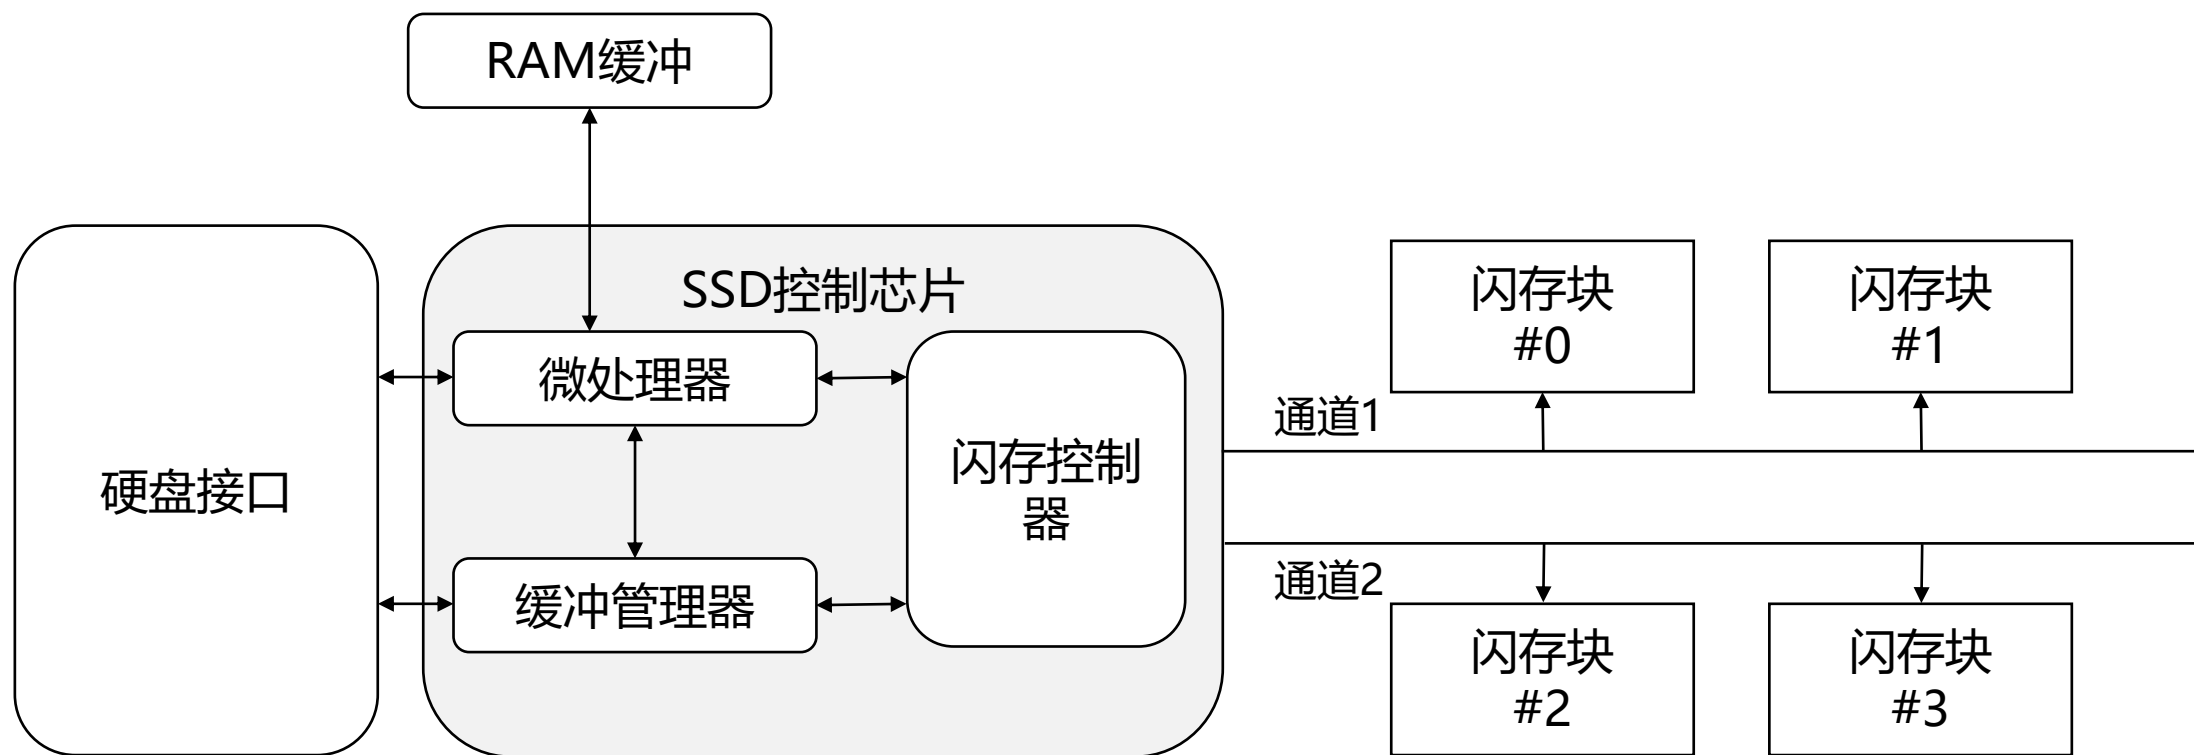 RAM缓冲
SSD控制芯片
微处理器
硬盘接口
闪存控制
器
缓冲管理器
通道1
通道2
闪存块
#0
闪存块
#1
闪存块
#2
闪存块
#3